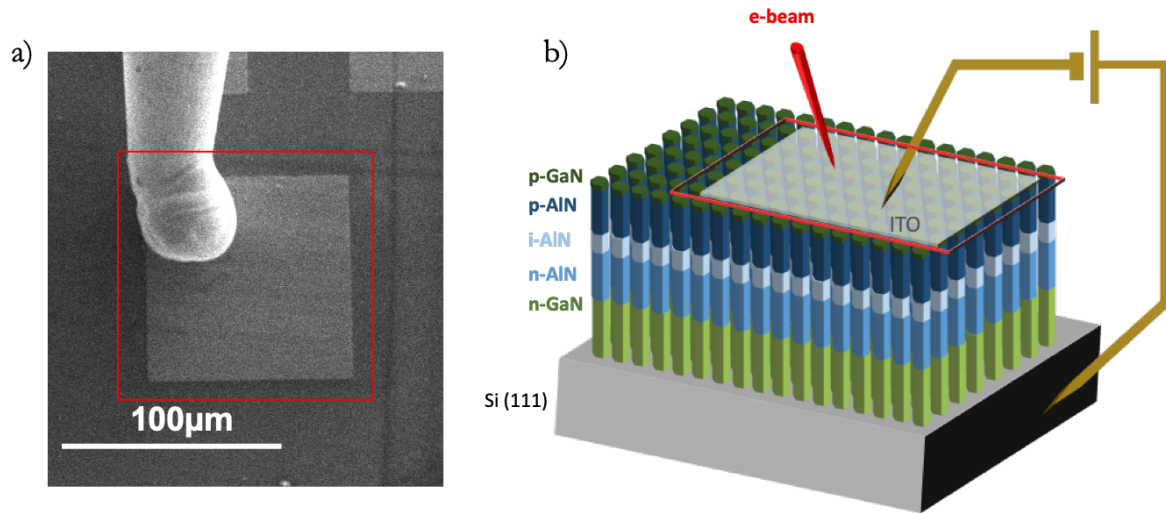 a)
100μm
b)
e-beam
p-GaN
p-AlN
i-AlN
n-AlN
n-GaN
ITO
Si (111)